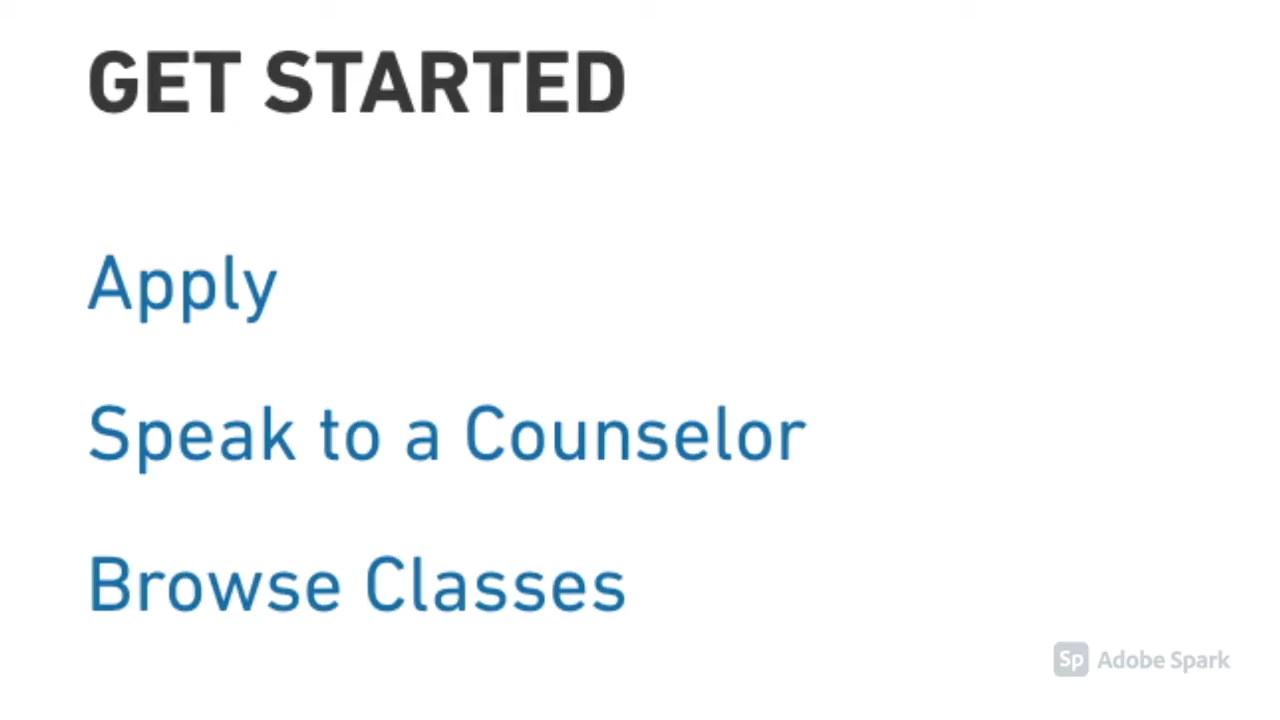 GET STARTED
Apply
Speak to a Counselor
Browse Classes
Sp Adobe Spark